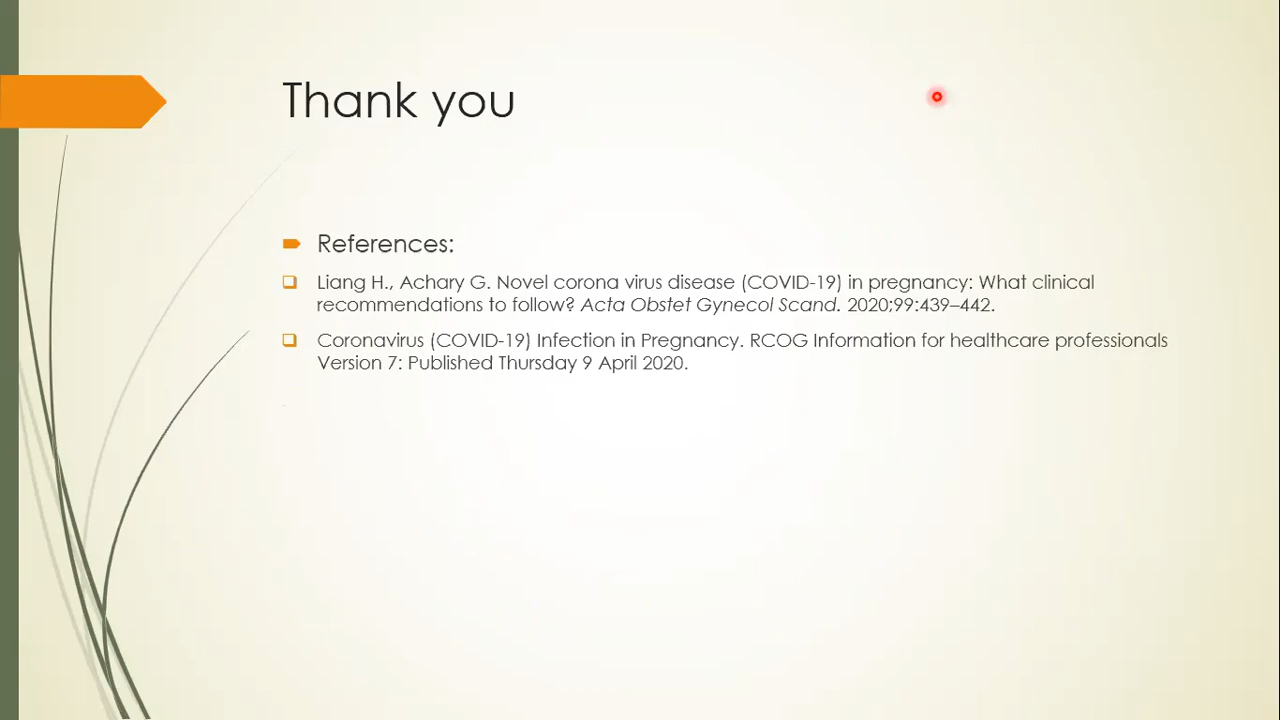 Thank you
References:
Liang H., Achary G. Novel corona virus disease (COVID-19) in pregnancy: What clinical
recommendations to follow? Acta Obstet Gynecol Scand. 2020;99:439–442.
Coronavirus (COVID-19) Infection in Pregnancy. RCOG Information for healthcare professionals
Version 7: Published Thursday 9 April 2020.